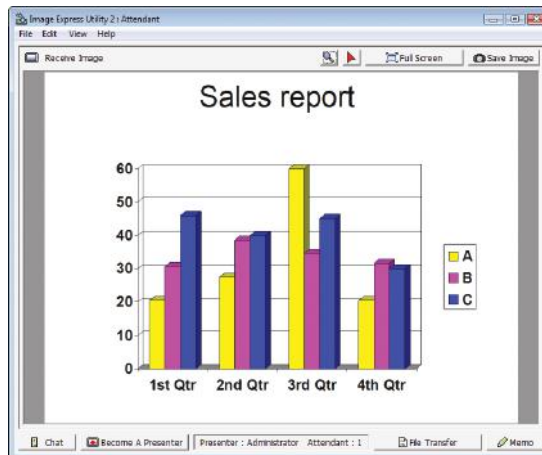 Image Express Utility 2 : Attendant
File Edit View Help
Receive Image
Full Screen
Save Image
Sales report
60
50
40
30
20
10
0
1st Qtr 2nd Qtr 3rd Qtr 4th Qtr
A
B
C
Chat
Become A Presenter
Presenter : Administrator Attendant : 1
File Transfer
Memo